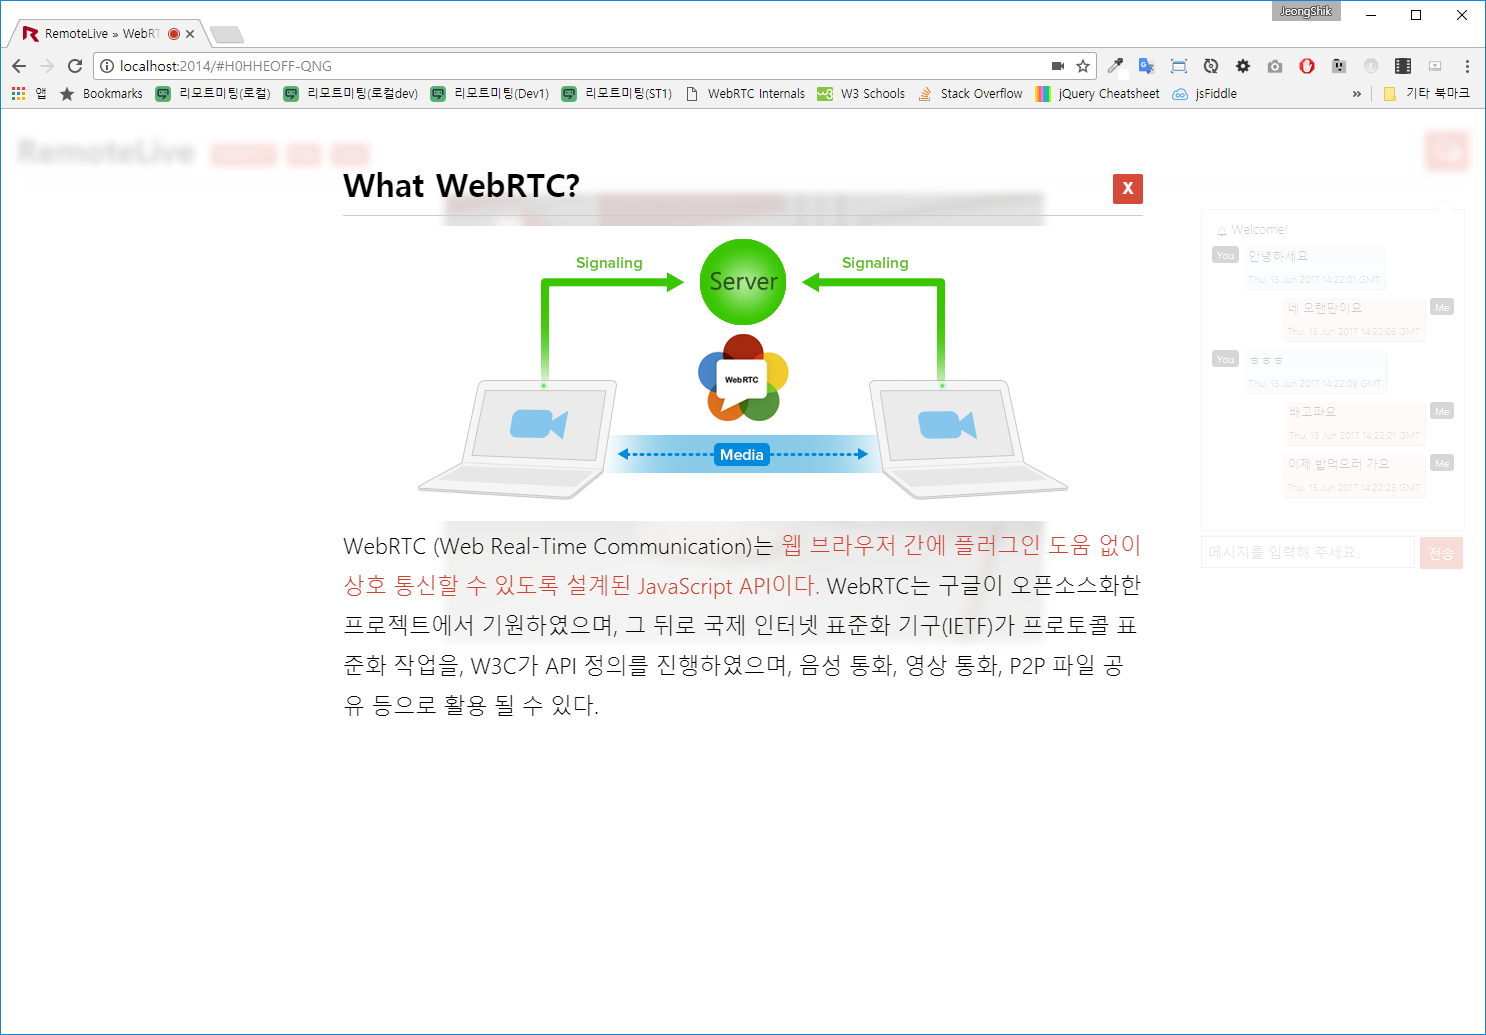 JeongShik
RemoteLive » WebRT
localhost:2014/#H0HHEOFF-QNG
앱 Bookmarks 리모트미팅(로컬) 리모트미팅(로컬dev) 리모트미팅(Dev1) 리모트미팅(ST1) WebRTC Internals W3 Schools Stack Overflow jQuery Cheatsheet jsFiddle » 기타 북마크
RemoteLive
What WebRTC?
X
Signaling
Server
Signaling
WebRTC
Media
WebRTC (Web Real-Time Communication)는 웹 브라우저 간에 플러그인 도움 없이
상호 통신할 수 있도록 설계된 JavaScript API이다. WebRTC는 구글이 오픈소스화한
프로젝트에서 기원하였으며, 그 뒤로 국제 인터넷 표준화 기구(IETF)가 프로토콜 표
준화 작업을, W3C가 API 정의를 진행하였으며, 음성 통화, 영상 통화, P2P 파일 공
유 등으로 활용 될 수 있다.
Welcome!
You 안녕하세요
Thu, 15 Jun 2017 14:22:01 GMT
네 오랜만이요 Me
Thu, 15 Jun 2017 14:22:06 GMT
You ㅎㅎㅎ
Thu, 15 Jun 2017 14:22:09 GMT
배고파요 Me
Thu, 15 Jun 2017 14:22:21 GMT
이제 밥먹으러 가요 Me
Thu, 15 Jun 2017 14:22:23 GMT
메시지를 입력해 주세요. 전송